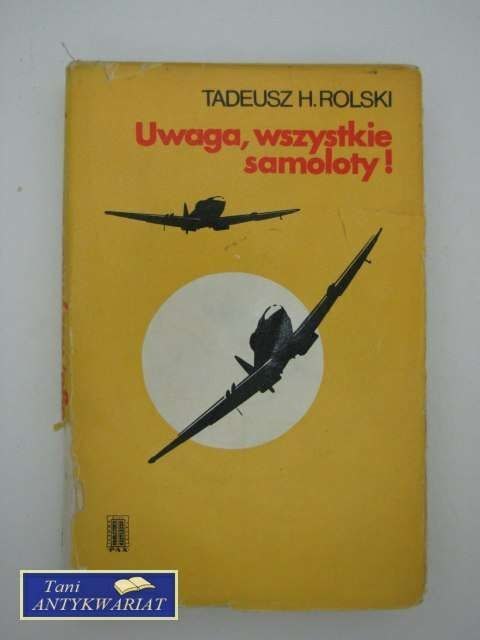 TADEUSZ H. ROLSKI
Uwaga, wszystkie
samoloty!
PAX
Tani
ANTYKWARIAT